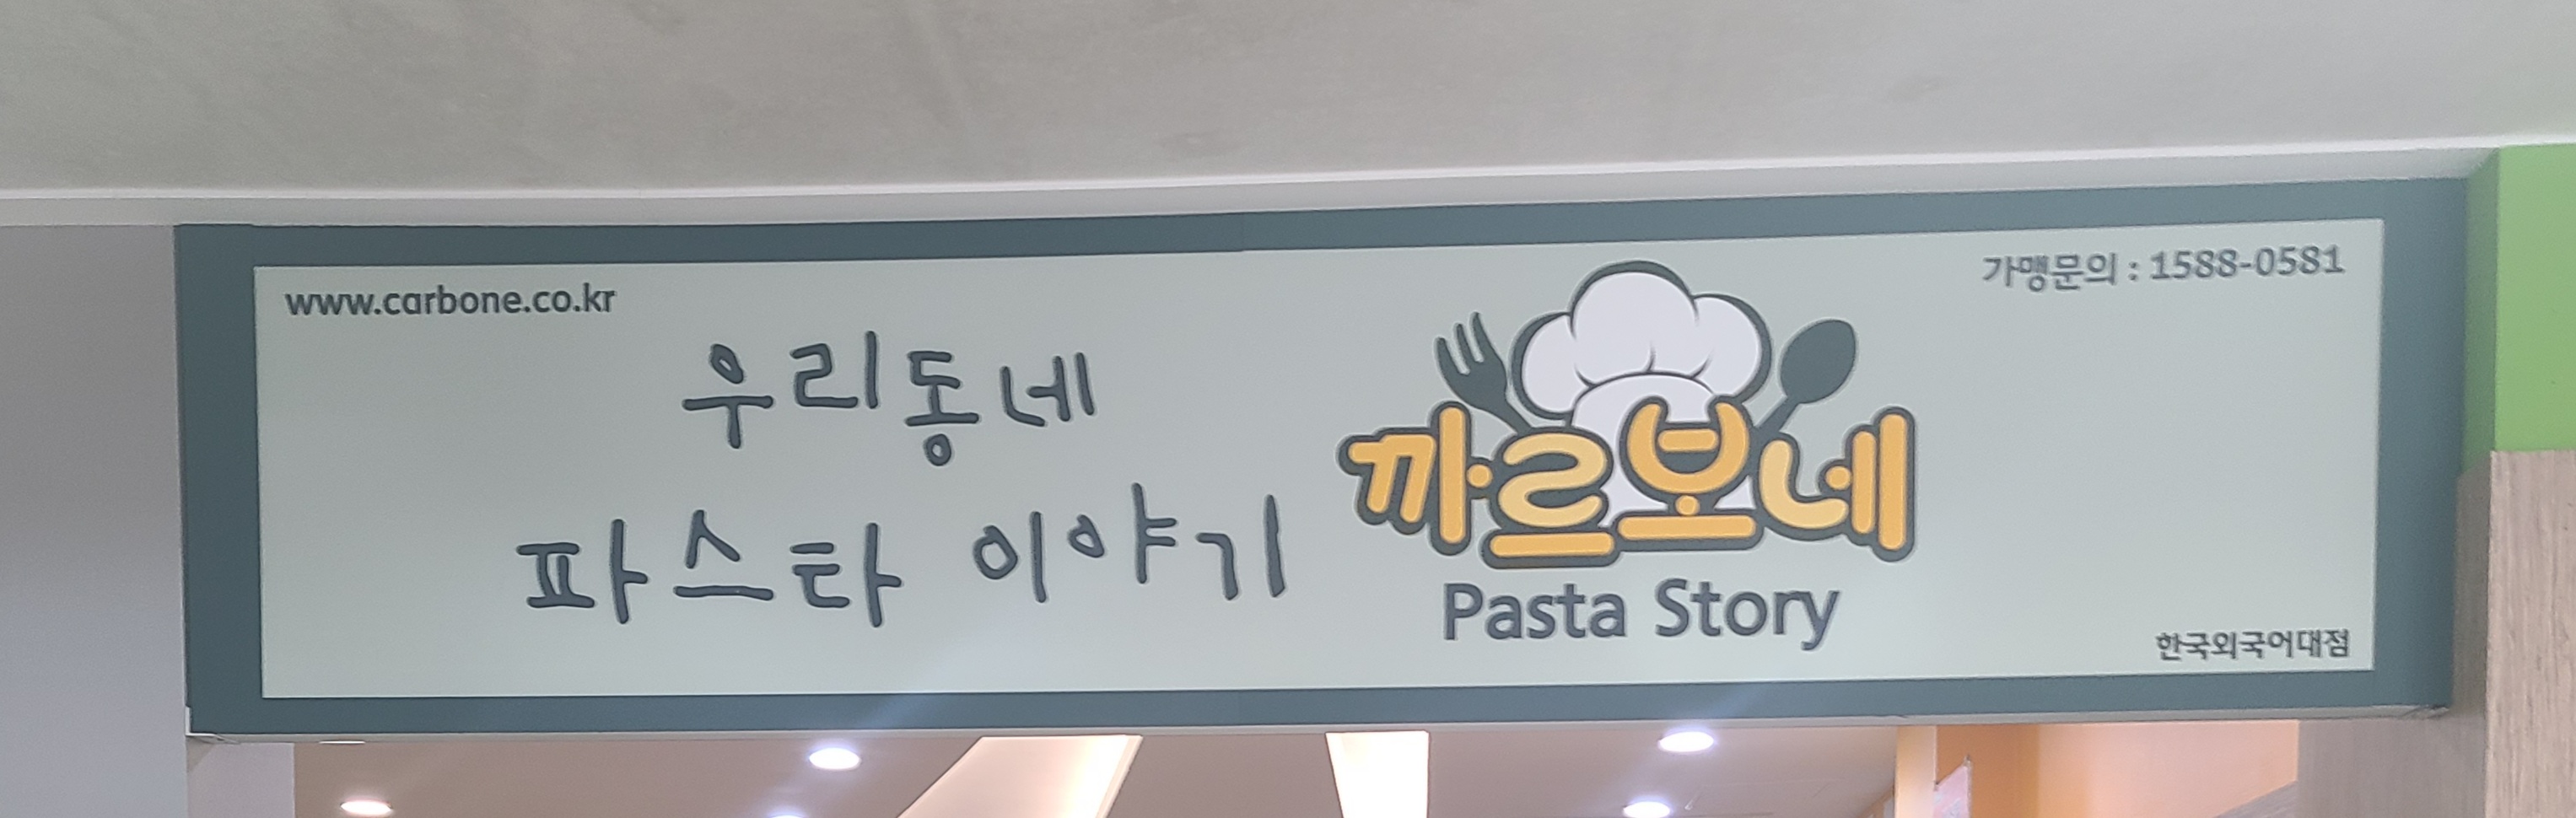 www.carbone.co.kr
가맹문의 : 1588-0581
우리동네
파스타 이야기
까르보네
Pasta Story
한국외국어대점